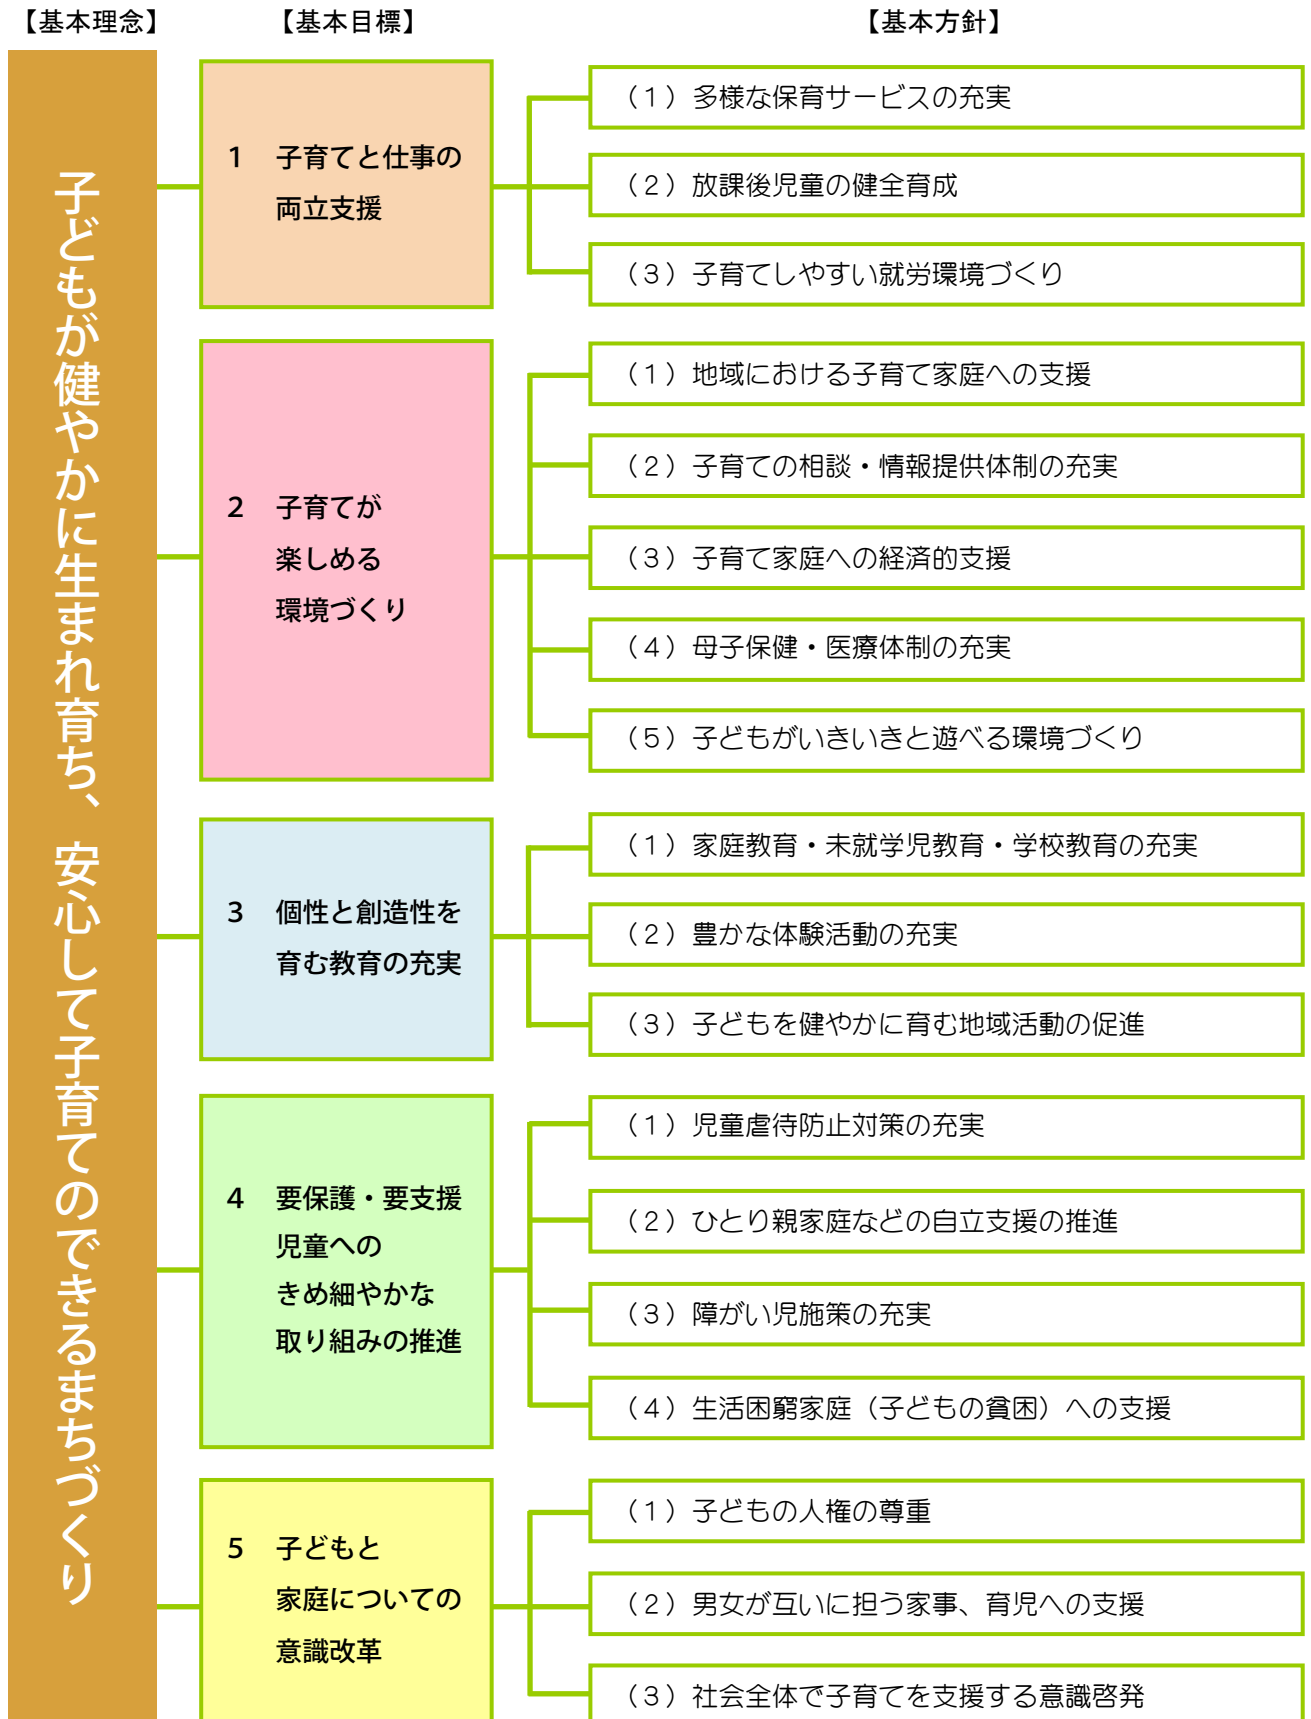 【基本理念】
【基本目標】
【基本方針】
子どもが健やかに生まれ育ち、安心して子育てのできるまちづくり
1 子育てと仕事の
両立支援
（1）多様な保育サービスの充実
（2）放課後児童の健全育成
（3）子育てしやすい就労環境づくり
2 子育てが
楽しめる
環境づくり
（1）地域における子育て家庭への支援
（2）子育ての相談・情報提供体制の充実
（3）子育て家庭への経済的支援
（4）母子保健・医療体制の充実
（5）子どもがいきいきと遊べる環境づくり
3 個性と創造性を
育む教育の充実
（1）家庭教育・未就学児教育・学校教育の充実
（2）豊かな体験活動の充実
（3）子どもを健やかに育む地域活動の促進
4 要保護・要支援
児童への
きめ細やかな
取り組みの推進
（1）児童虐待防止対策の充実
（2）ひとり親家庭などの自立支援の推進
（3）障がい児施策の充実
（4）生活困窮家庭（子どもの貧困）への支援
5 子どもと
家庭についての
意識改革
（1）子どもの人権の尊重
（2）男女が互いに担う家事、育児への支援
（3）社会全体で子育てを支援する意識啓発